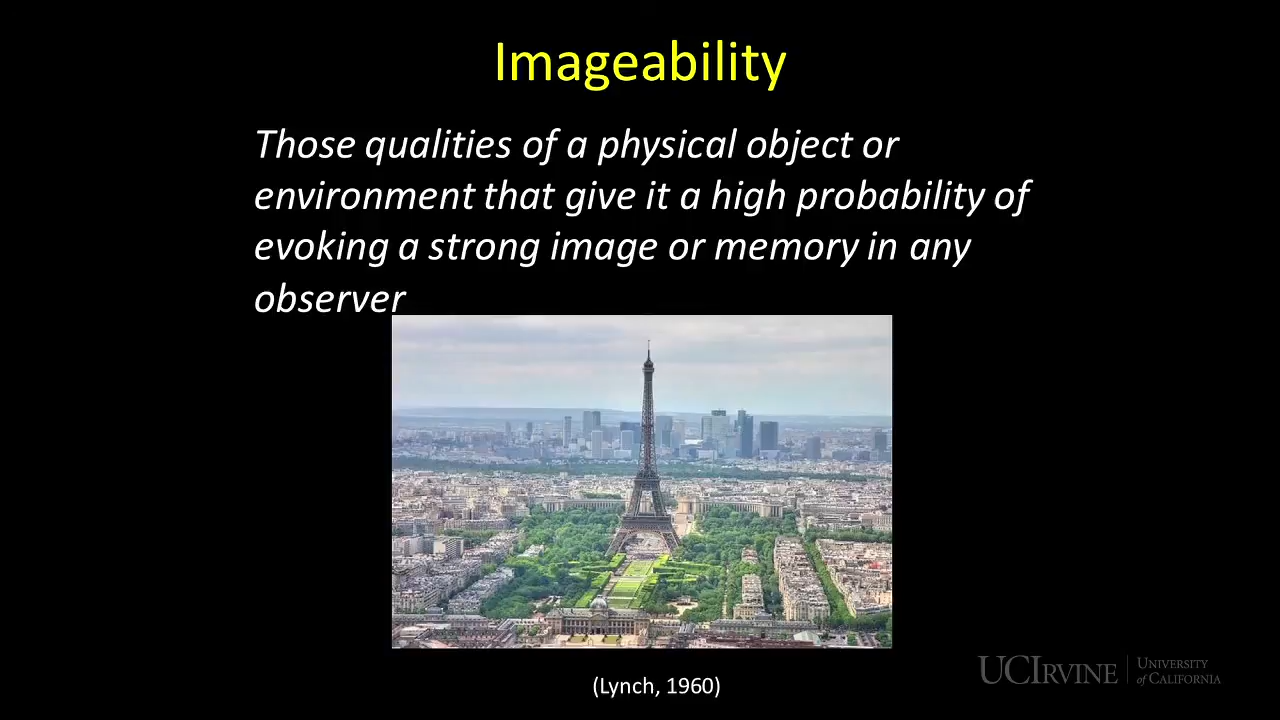 Imageability
Those qualities of a physical object or
environment that give it a high probability of
evoking a strong image or memory in any
observer
(Lynch, 1960)
UCIRVINE
UNIVERSITY
of CALIFORNIA